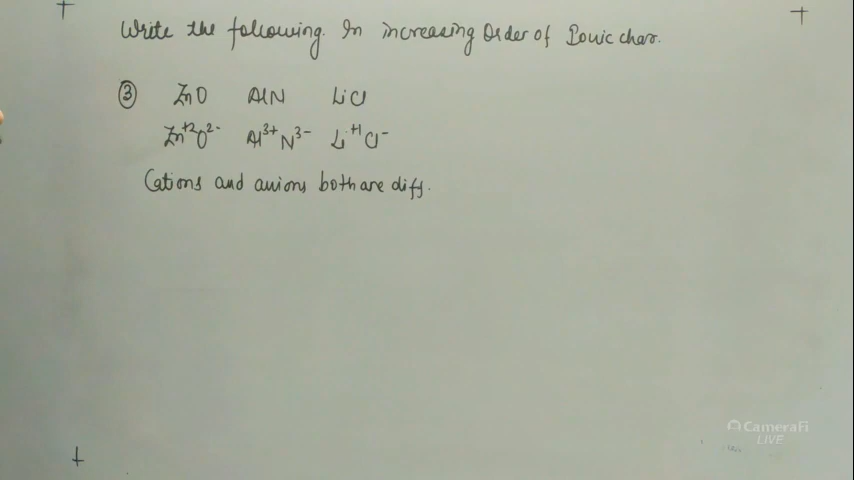 Write the following. In increasing Order of Ionic char.
③ ZnO AlN LiCl
Zn⁺²O²⁻ Al³⁺N³⁻ Li⁺¹Cl⁻
Cations and anions both are diff.
CameraFi
LIVE